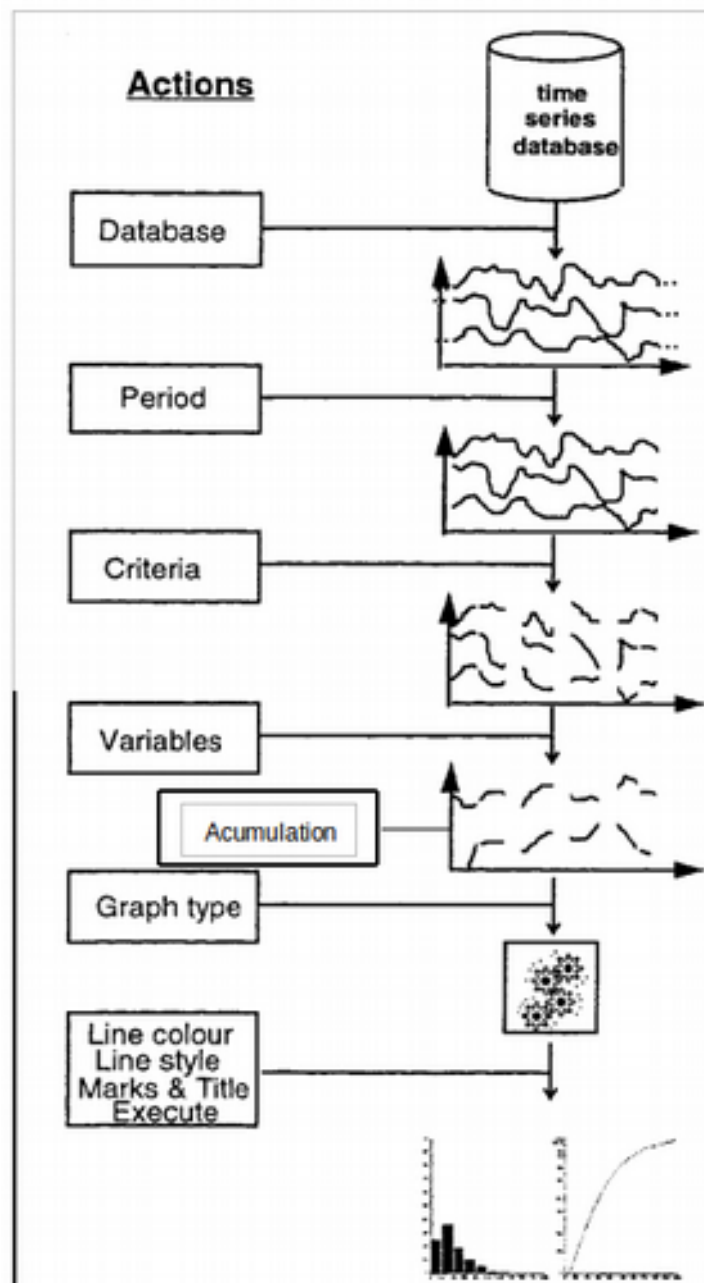 Actions
time
series
database
Database
Period
Criteria
Variables
Acumulation
Graph type
Line colour
Line style
Marks & Title
Execute